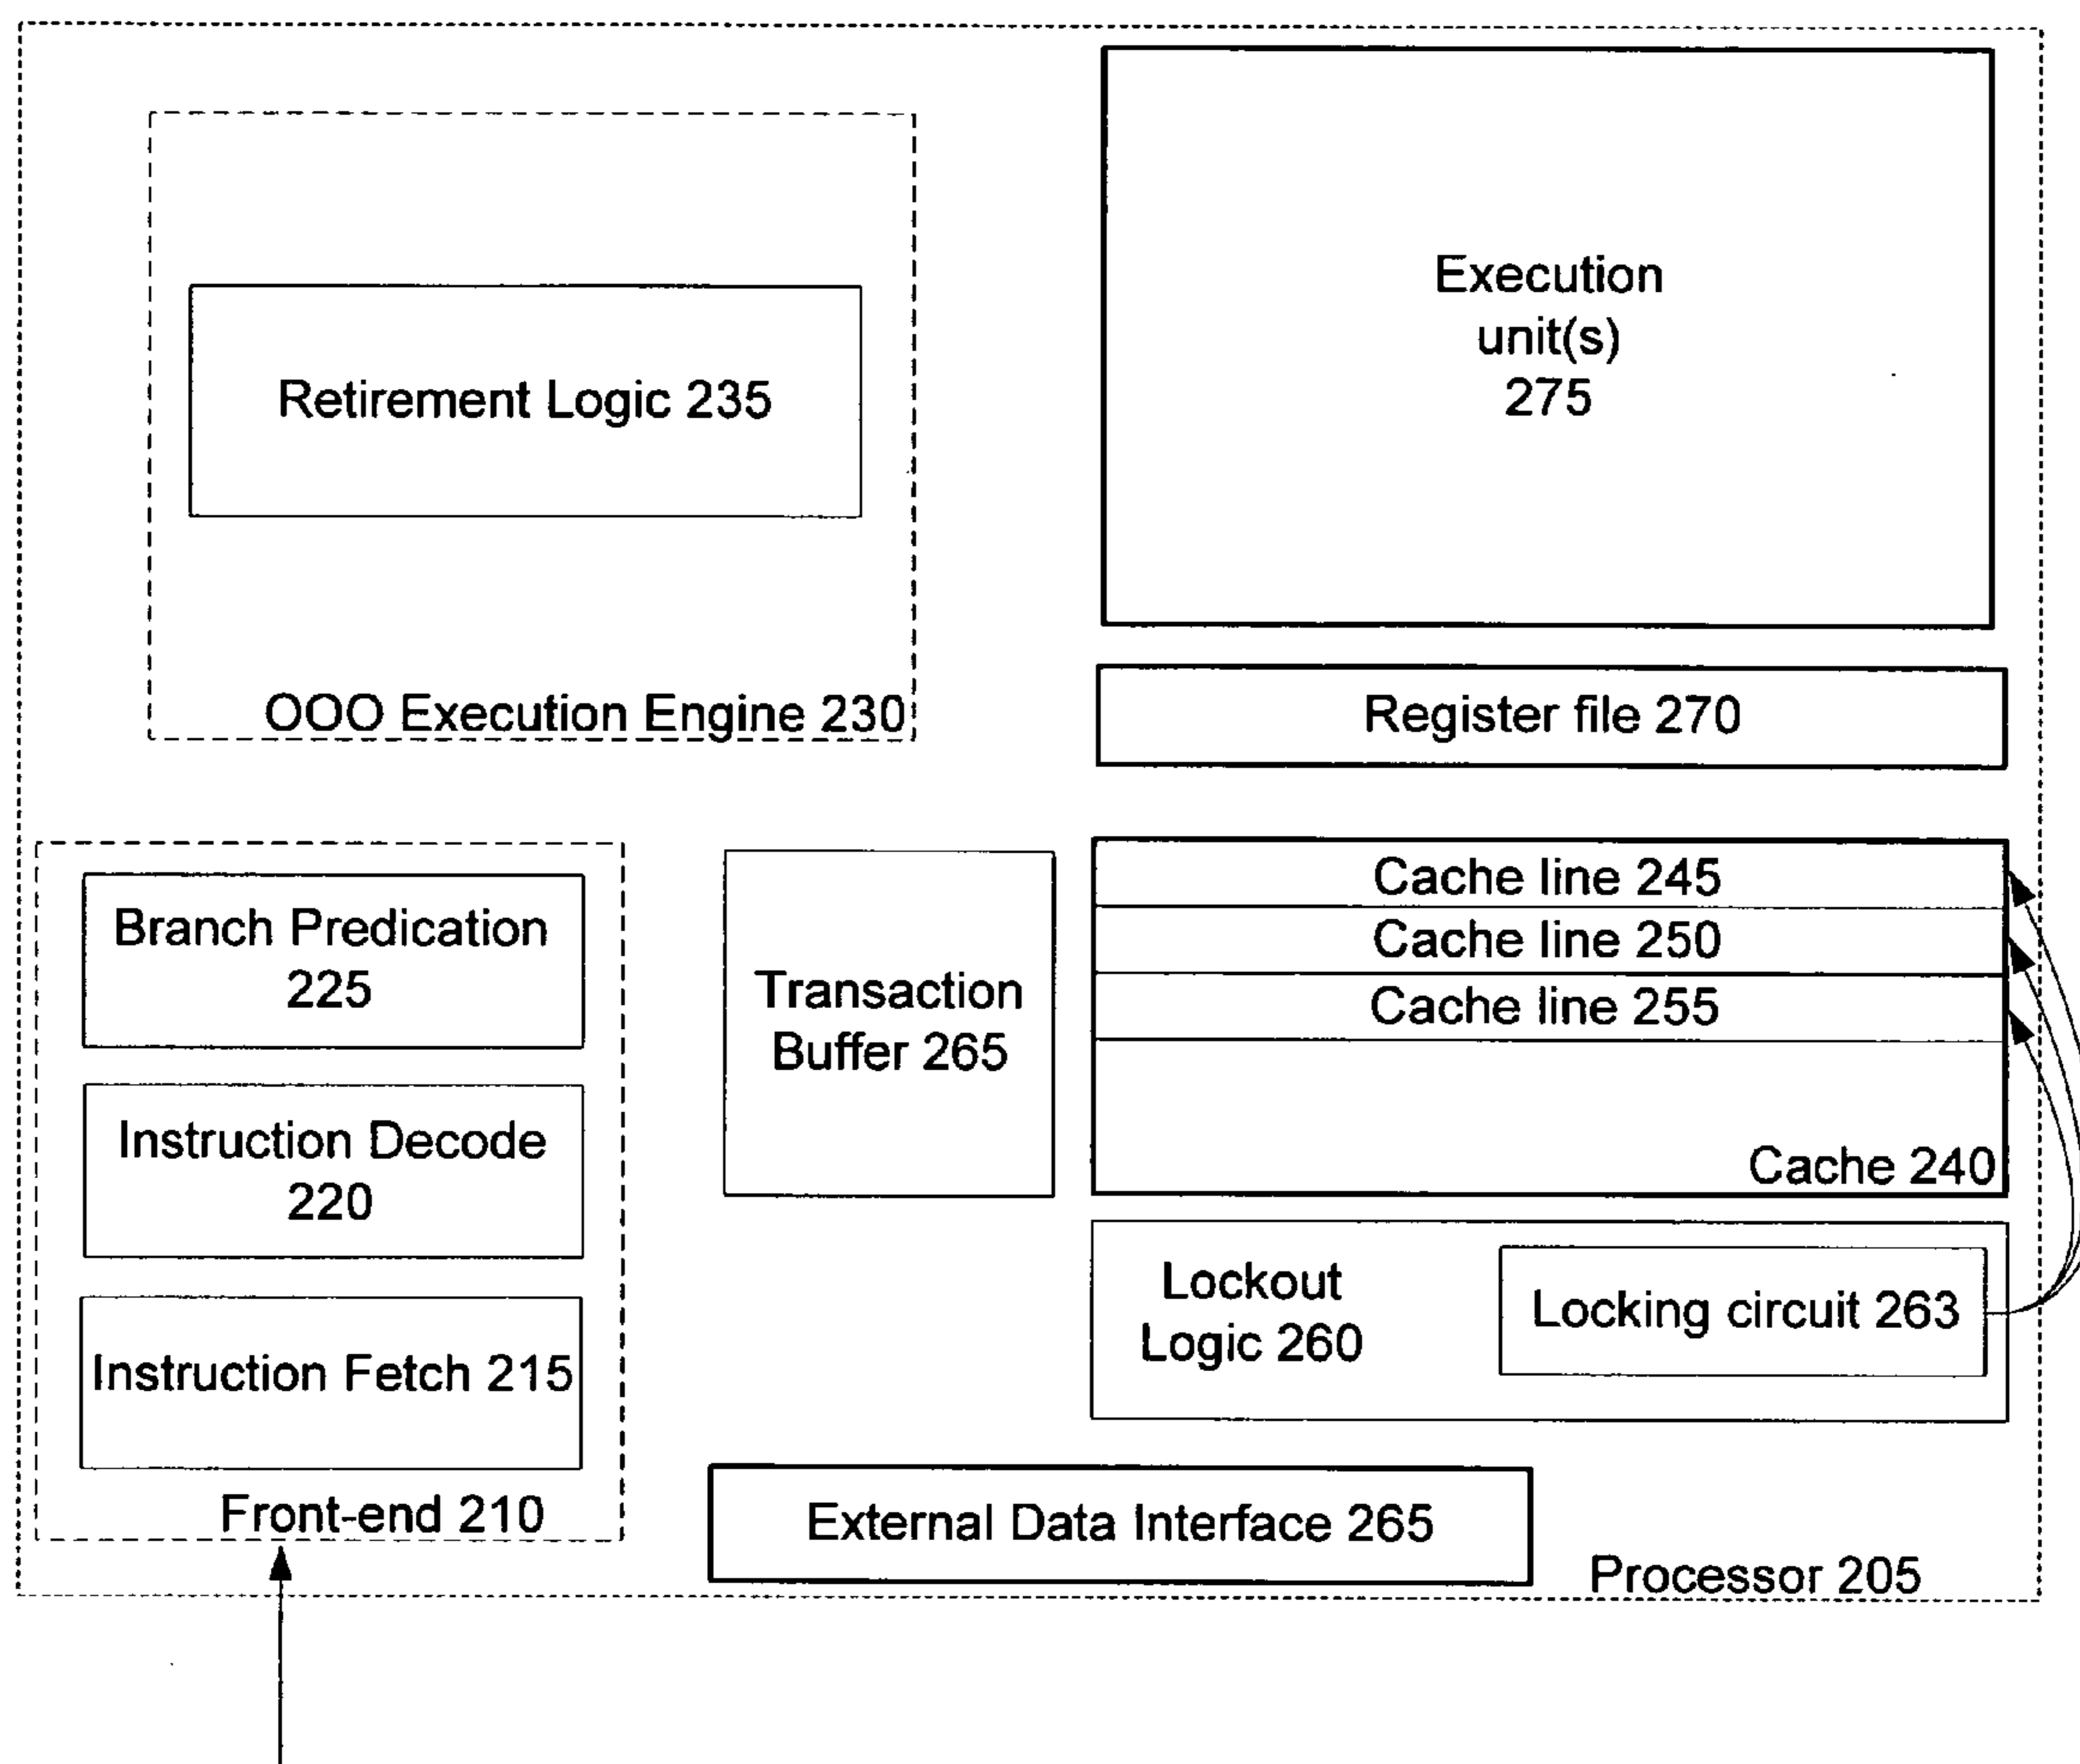 Execution
unit(s)
275
Retirement Logic 235
OOO Execution Engine 230
Register file 270
Branch Predication
225
Instruction Decode
220
Instruction Fetch 215
Front-end 210
Transaction
Buffer 265
Cache line 245
Cache line 250
Cache line 255
Cache 240
Lockout
Logic 260
Locking circuit 263
External Data Interface 265
Processor 205